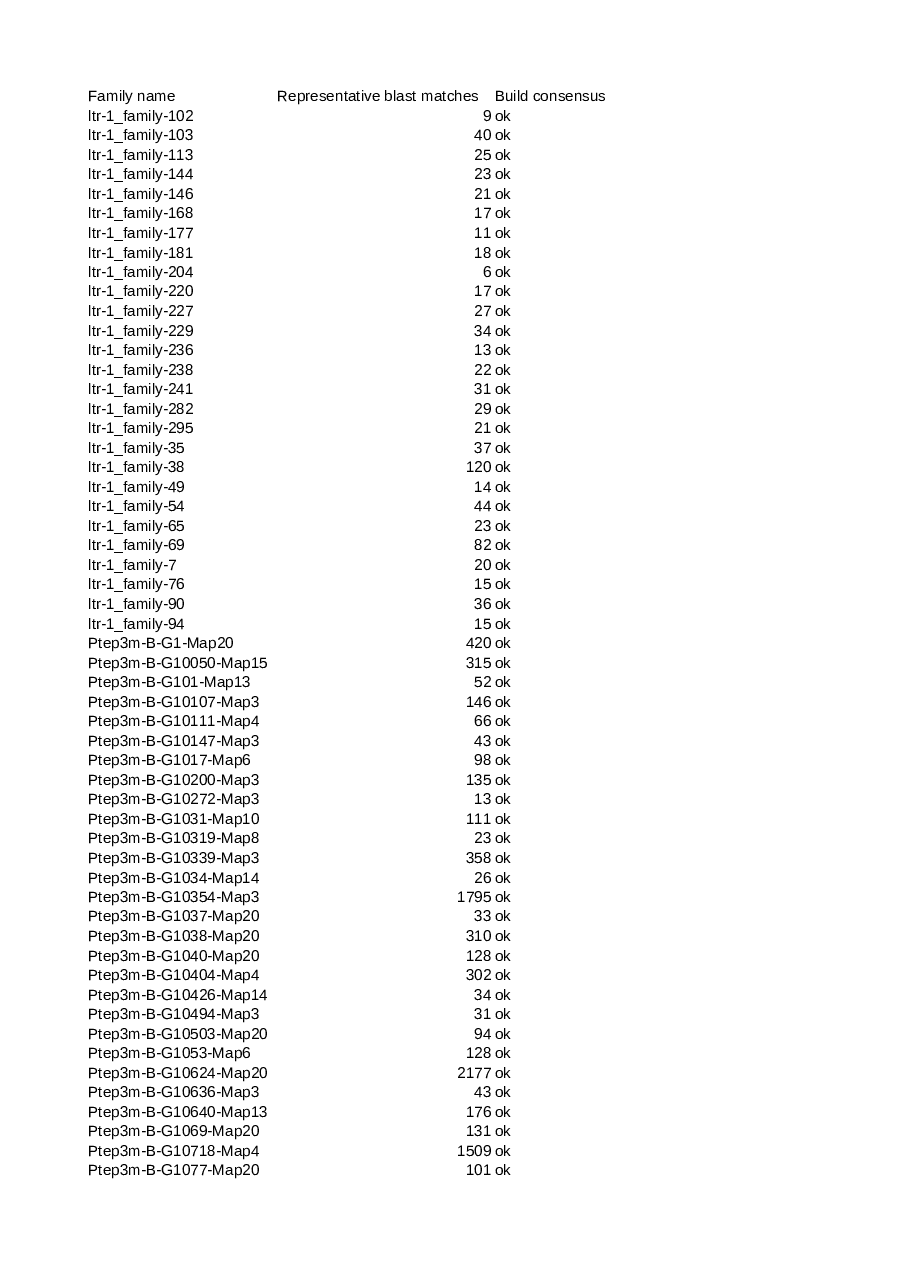 Family name Representative blast matches Build consensus
ltr-1_family-102 9 ok
ltr-1_family-103 40 ok
ltr-1_family-113 25 ok
ltr-1_family-144 23 ok
ltr-1_family-146 21 ok
ltr-1_family-168 17 ok
ltr-1_family-177 11 ok
ltr-1_family-181 18 ok
ltr-1_family-204 6 ok
ltr-1_family-220 17 ok
ltr-1_family-227 27 ok
ltr-1_family-229 34 ok
ltr-1_family-236 13 ok
ltr-1_family-238 22 ok
ltr-1_family-241 31 ok
ltr-1_family-282 29 ok
ltr-1_family-295 21 ok
ltr-1_family-35 37 ok
ltr-1_family-38 120 ok
ltr-1_family-49 14 ok
ltr-1_family-54 44 ok
ltr-1_family-65 23 ok
ltr-1_family-69 82 ok
ltr-1_family-7 20 ok
ltr-1_family-76 15 ok
ltr-1_family-90 36 ok
ltr-1_family-94 15 ok
Ptep3m-B-G1-Map20 420 ok
Ptep3m-B-G10050-Map15 315 ok
Ptep3m-B-G101-Map13 52 ok
Ptep3m-B-G10107-Map3 146 ok
Ptep3m-B-G10111-Map4 66 ok
Ptep3m-B-G10147-Map3 43 ok
Ptep3m-B-G1017-Map6 98 ok
Ptep3m-B-G10200-Map3 135 ok
Ptep3m-B-G10272-Map3 13 ok
Ptep3m-B-G1031-Map10 111 ok
Ptep3m-B-G10319-Map8 23 ok
Ptep3m-B-G10339-Map3 358 ok
Ptep3m-B-G1034-Map14 26 ok
Ptep3m-B-G10354-Map3 1795 ok
Ptep3m-B-G1037-Map20 33 ok
Ptep3m-B-G1038-Map20 310 ok
Ptep3m-B-G1040-Map20 128 ok
Ptep3m-B-G10404-Map4 302 ok
Ptep3m-B-G10426-Map14 34 ok
Ptep3m-B-G10494-Map3 31 ok
Ptep3m-B-G10503-Map20 94 ok
Ptep3m-B-G1053-Map6 128 ok
Ptep3m-B-G10624-Map20 2177 ok
Ptep3m-B-G10636-Map3 43 ok
Ptep3m-B-G10640-Map13 176 ok
Ptep3m-B-G1069-Map20 131 ok
Ptep3m-B-G10718-Map4 1509 ok
Ptep3m-B-G1077-Map20 101 ok